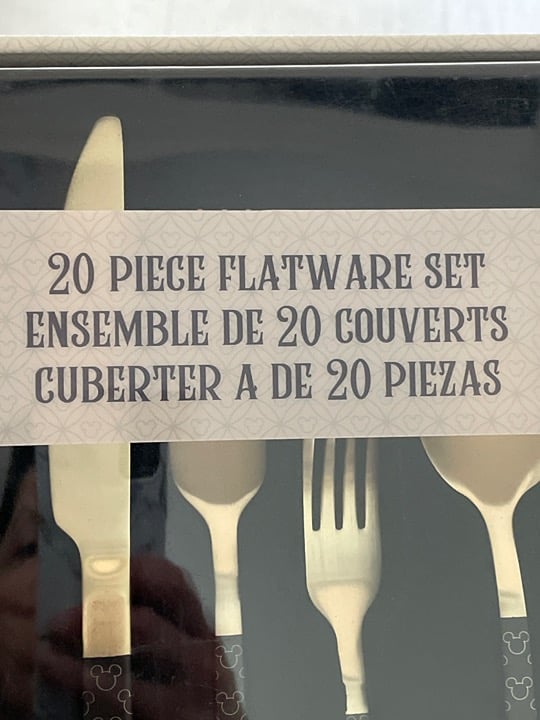 20 PIECE FLATWARE SET
ENSEMBLE DE 20 COUVERTS
CUBERTER A DE 20 PIEZAS